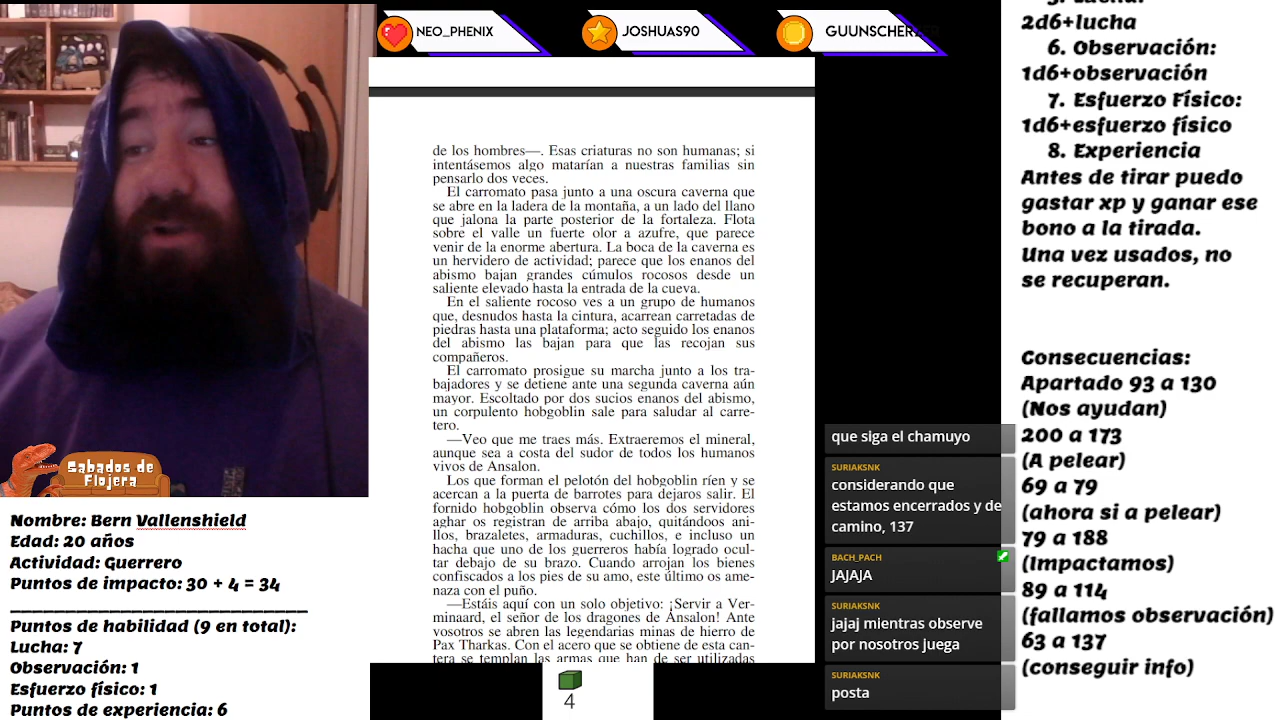 NEO_PHENIX
JOSHUAS90
de los hombres—. Esas criaturas no son humanas; si
intentásemos algo matarían a nuestras familias sin
pensarlo dos veces.
El carromato pasa junto a una oscura caverna que
se abre en la ladera de la montaña, a un lado del llano
que jalona la parte posterior de la fortaleza. Flota
sobre el valle un fuerte olor a azufre, que parece
venir de la enorme abertura. La boca de la caverna es
un hervidero de actividad; parece que los enanos del
abismo bajan grandes cúmulos rocosos desde un
saliente elevado hasta la entrada de la cueva.
En el saliente rocoso ves a un grupo de humanos
que, desnudos hasta la cintura, acarrean carretadas de
piedras hasta una plataforma; acto seguido los enanos
del abismo las bajan para que las recojan sus
compañeros.
El carromato prosigue su marcha junto a los tra-
bajadores y se detiene ante una segunda caverna aún
mayor. Escoltado por dos sucios enanos del abismo,
un corpulento hobgoblin sale para saludar al carre-
tero.
—Veo que me traes más. Extraeremos el mineral,
aunque sea a costa del sudor de todos los humanos
vivos de Ansalon.
Los que forman el pelotón del hobgoblin ríen y se
acercan a la puerta de barrotes para dejaros salir. El
fornido hobgoblin observa cómo los dos servidores
aghar os registran de arriba abajo, quitándoos ani-
llos, brazaletes, armaduras, cuchillos, e incluso un
hacha que uno de los guerreros había logrado ocul-
tar debajo de su brazo. Cuando arrojan los bienes
confiscados a los pies de su amo, este último os ame-
naza con el puño.
—Estáis aquí con un solo objetivo: ¡Servir a Ver-
minaard, el señor de los dragones de Ansalon! Ante
vosotros se abren las legendarias minas de hierro de
Pax Tharkas. Con el acero que se obtiene de esta can-
tera se templan las armas que han de ser utilizadas
4
que siga el chamuyo
SURIAKSNK
considerando que
estamos encerrados y de
camino, 137
BACH_PACH
JAJAJA
SURIAKSNK
jajaj mientras observe
por nosotros juega
SURIAKSNK
posta
2d6+lucha
6. Observación:
1d6+observación
7. Esfuerzo Físico:
1d6+esfuerzo físico
8. Experiencia
Antes de tirar puedo
gastar xp y ganar ese
bono a la tirada.
Una vez usados, no
se recuperan.
Consecuencias:
Apartado 93 a 130
(Nos ayudan)
200 a 173
(A pelear)
69 a 79
(ahora si a pelear)
79 a 188
(Impactamos)
89 a 114
(fallamos observación)
63 a 137
(conseguir info)
Sabados de
Flojera
Nombre: Bern Vallenshield
Edad: 20 años
Actividad: Guerrero
Puntos de impacto: 30 + 4 = 34
Puntos de habilidad (9 en total):
Lucha: 7
Observación: 1
Esfuerzo físico: 1
Puntos de experiencia: 6